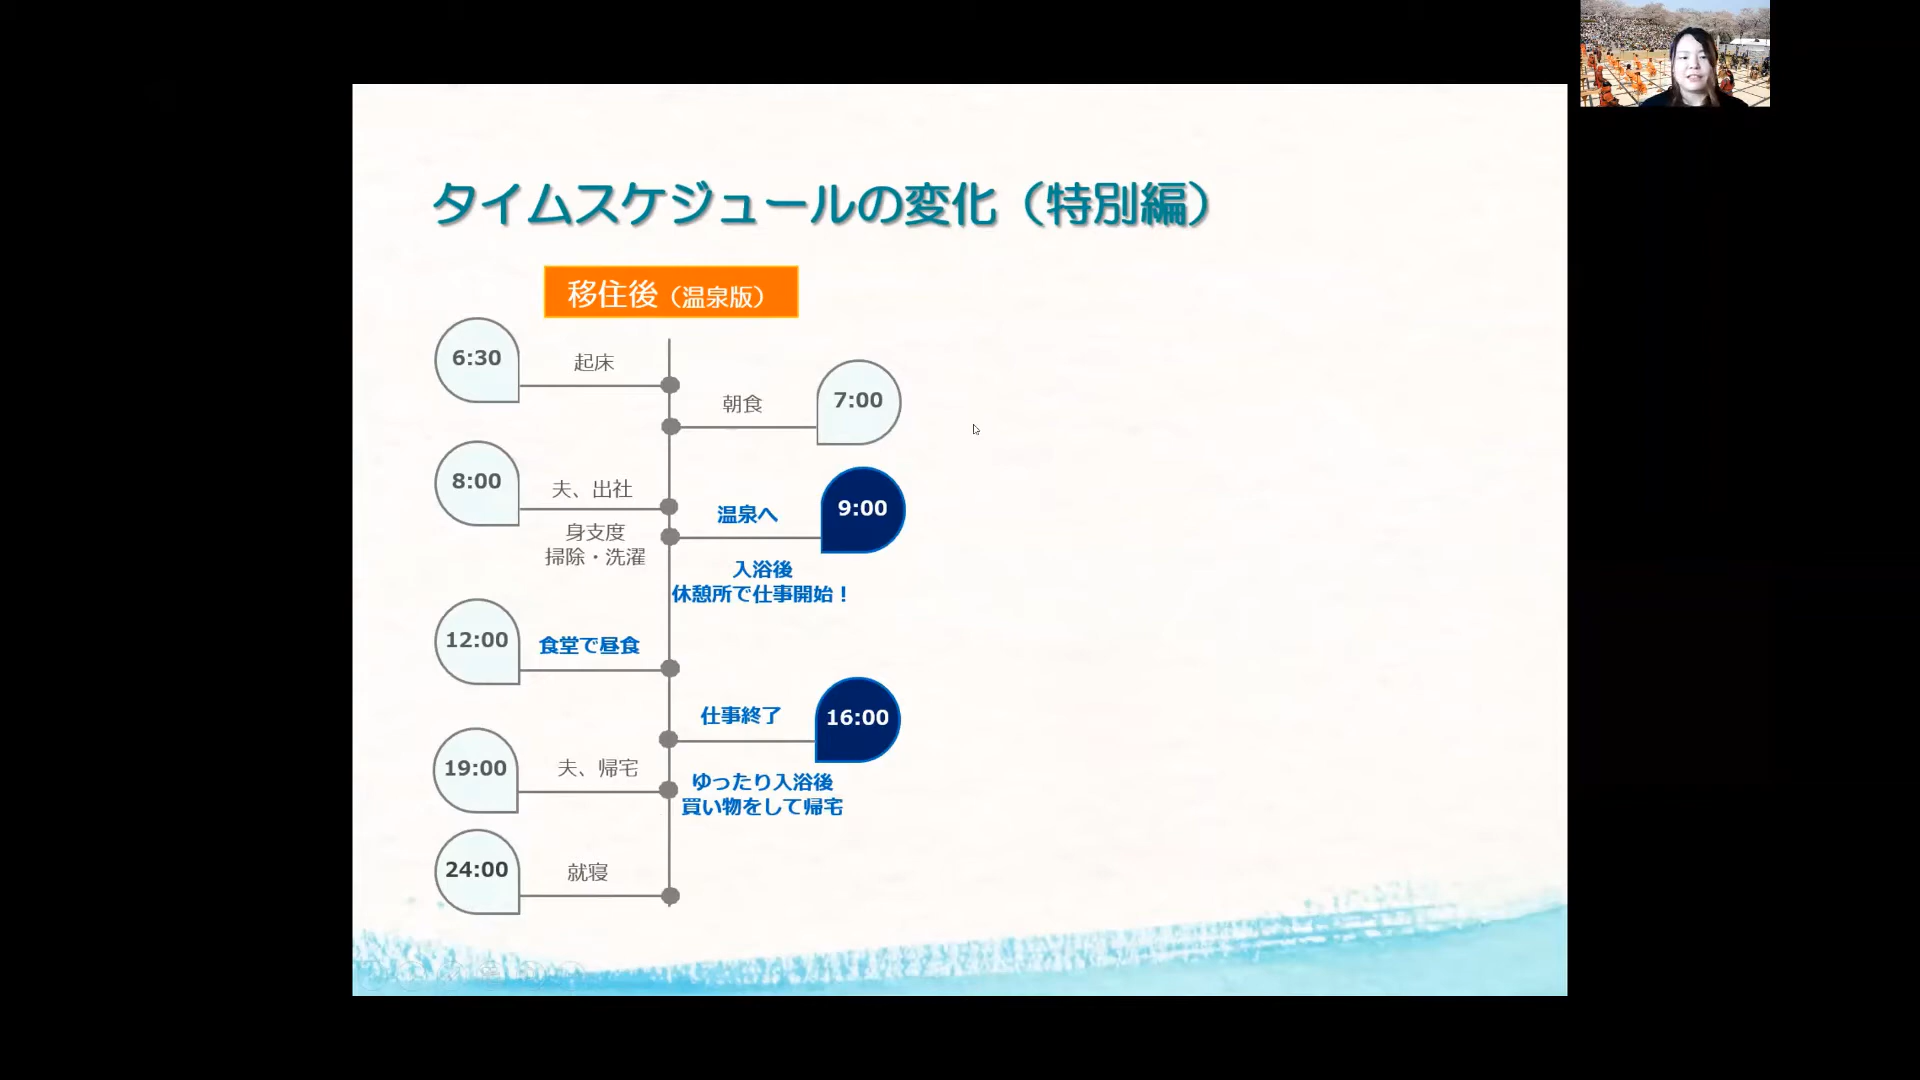 タイムスケジュールの変化（特別編）
移住後（温泉版）
6:30
起床
朝食
7:00
8:00
夫、出社
身支度
掃除・洗濯
温泉へ
9:00
入浴後
休憩所で仕事開始！
12:00
食堂で昼食
仕事終了
16:00
ゆったり入浴後
買い物をして帰宅
19:00
夫、帰宅
24:00
就寝